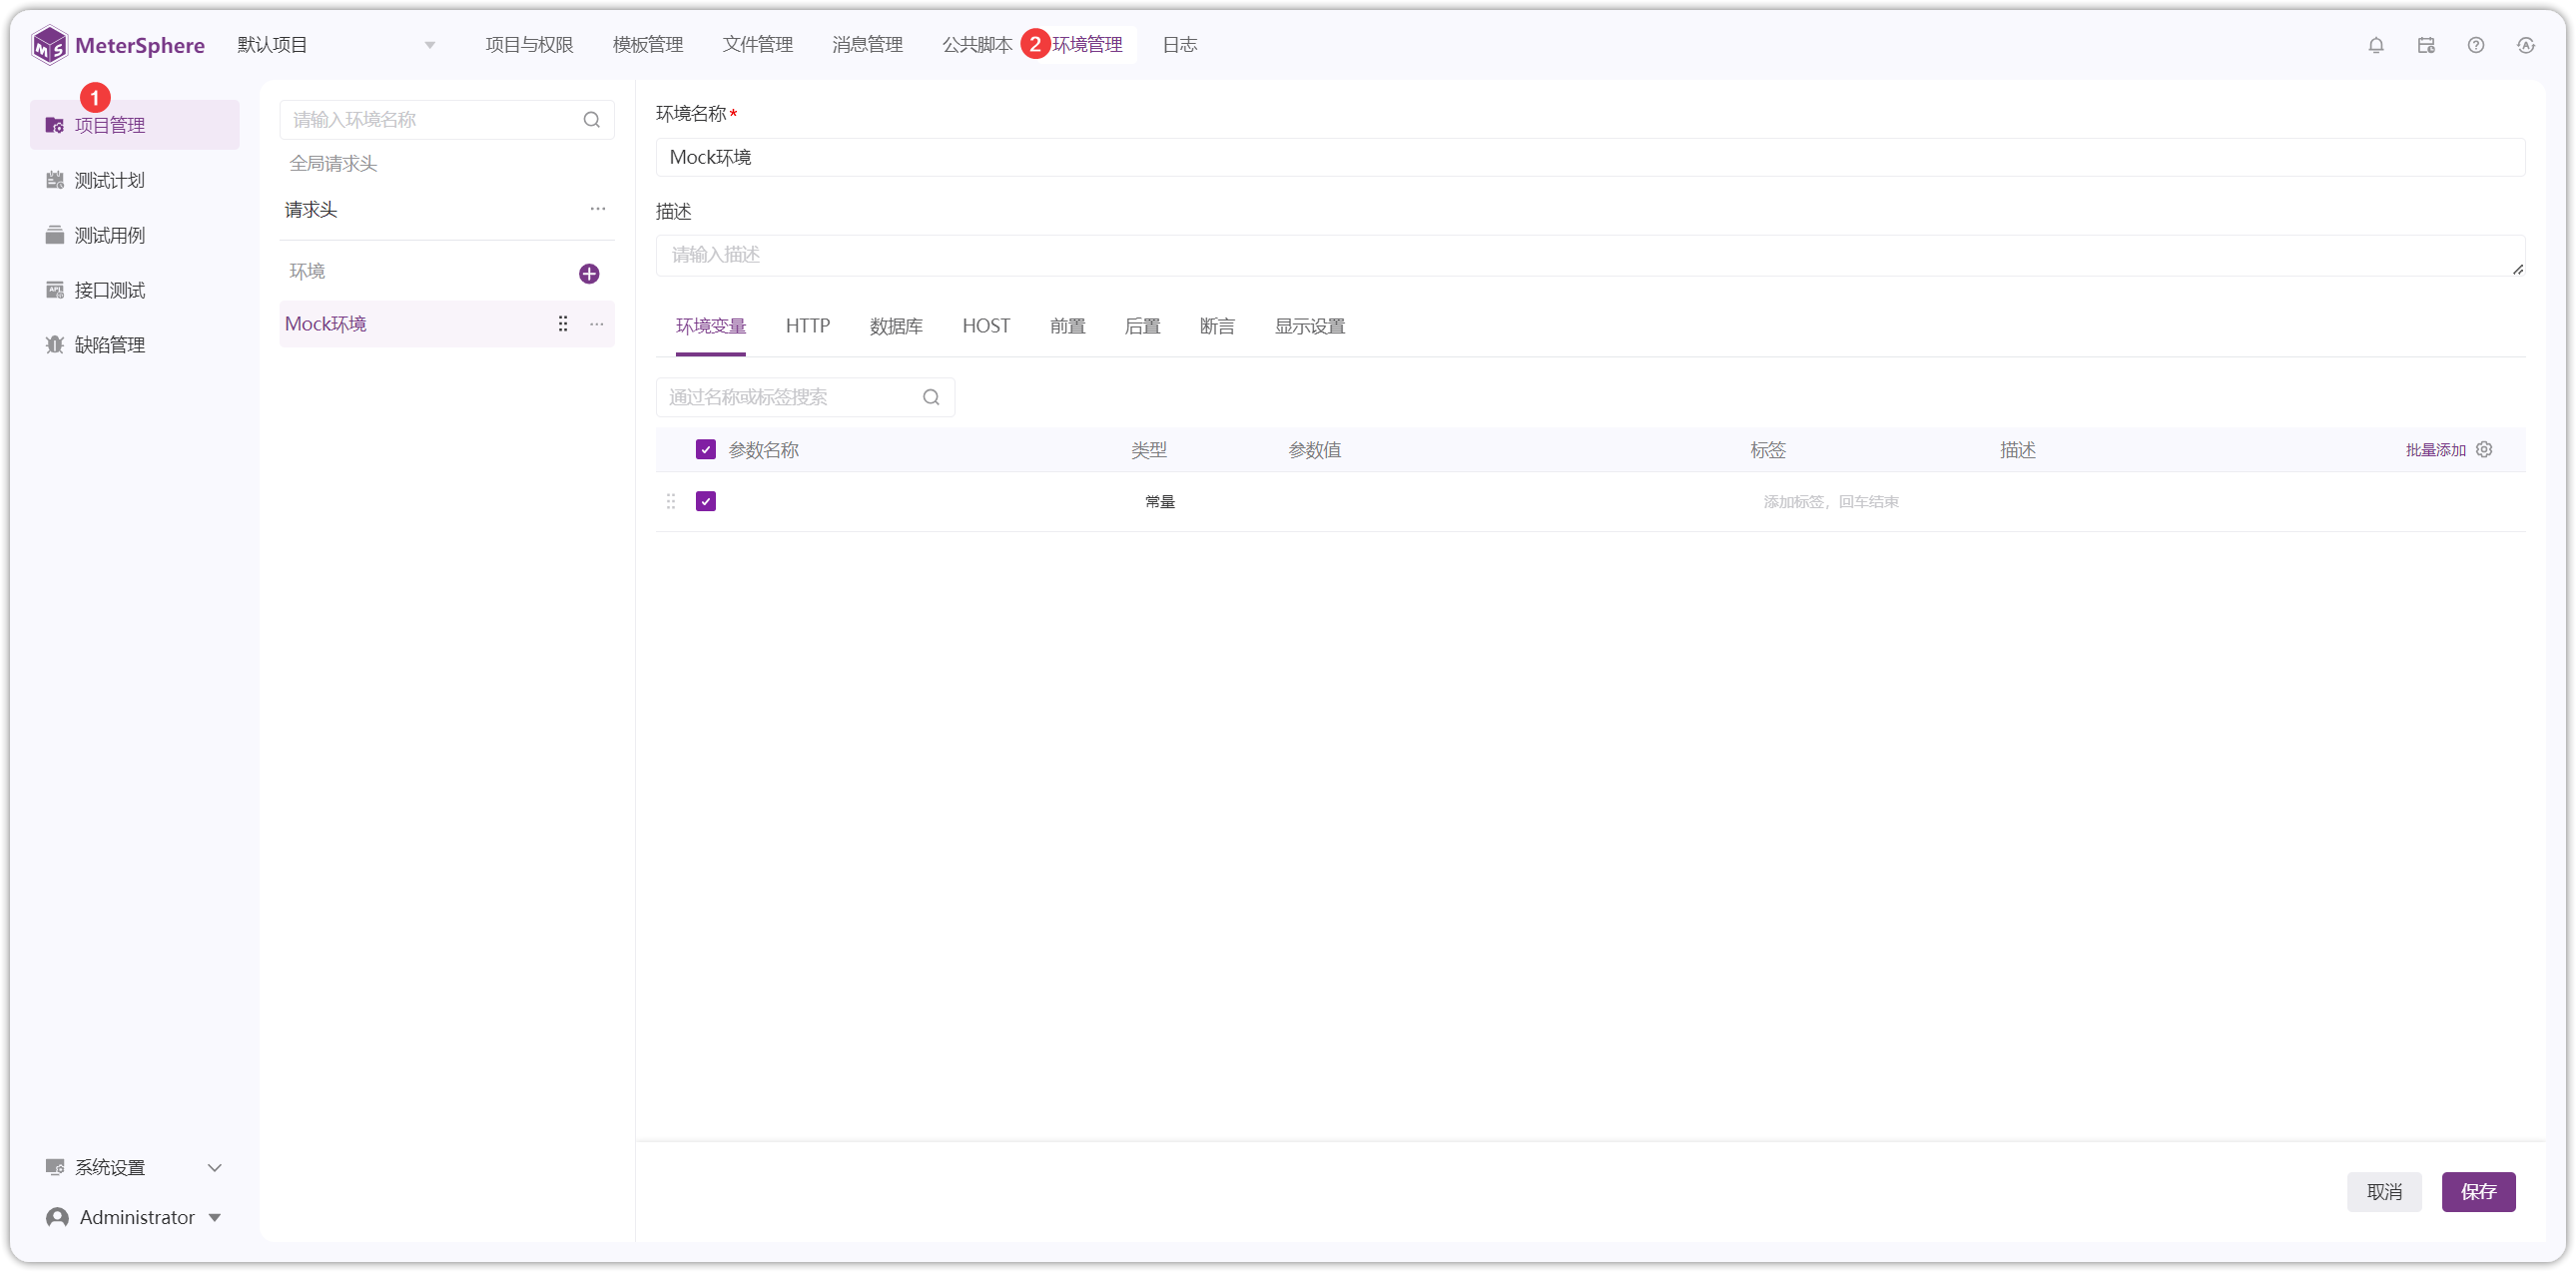 MeterSphere 默认项目 项目与权限 模板管理 文件管理 消息管理 公共脚本 2 环境管理 日志
1
项目管理
测试计划
测试用例
接口测试
缺陷管理
系统设置
Administrator
请输入环境名称
全局请求头
请求头
环境
Mock环境
环境名称*
Mock环境
描述
请输入描述
环境变量 HTTP 数据库 HOST 前置 后置 断言 显示设置
通过名称或标签搜索
参数名称 类型 参数值 标签 描述 批量添加
常量 添加标签，回车结束
取消 保存